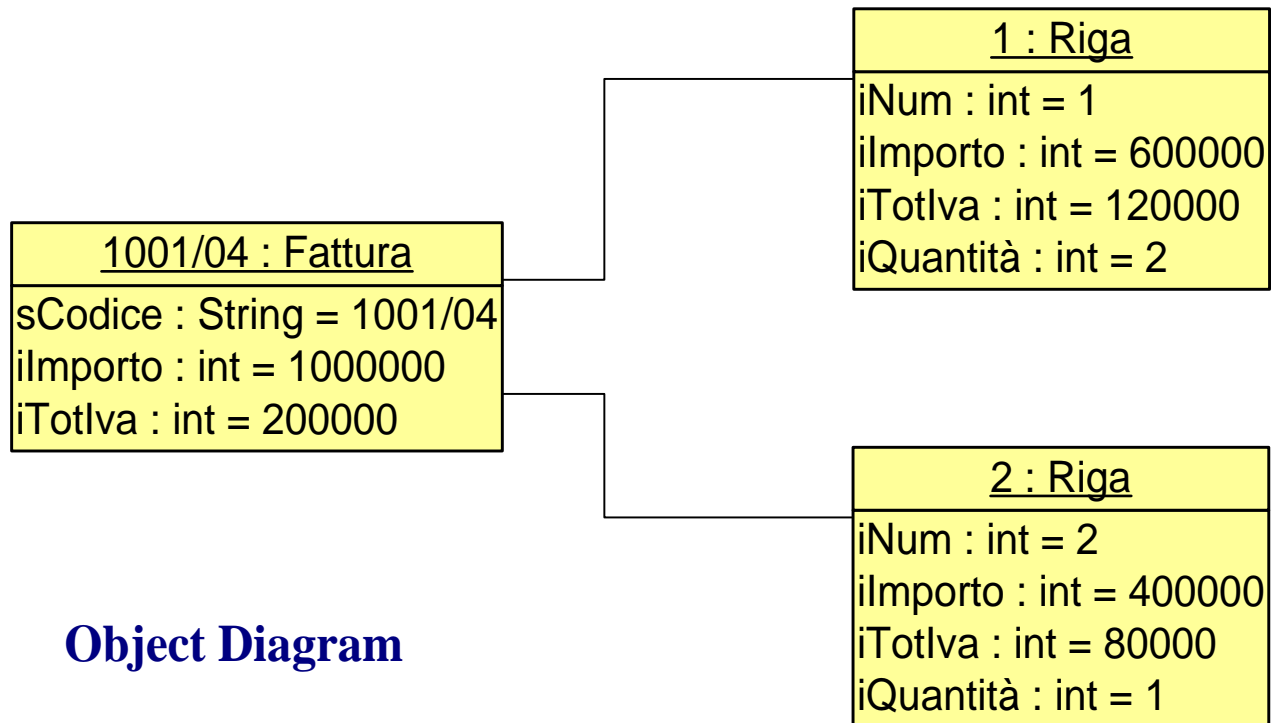 1 : Riga
iNum : int = 1
iImporto : int = 600000
iTotIva : int = 120000
iQuantità : int = 2
1001/04 : Fattura
sCodice : String = 1001/04
iImporto : int = 1000000
iTotIva : int = 200000
2 : Riga
iNum : int = 2
iImporto : int = 400000
iTotIva : int = 80000
iQuantità : int = 1
Object Diagram